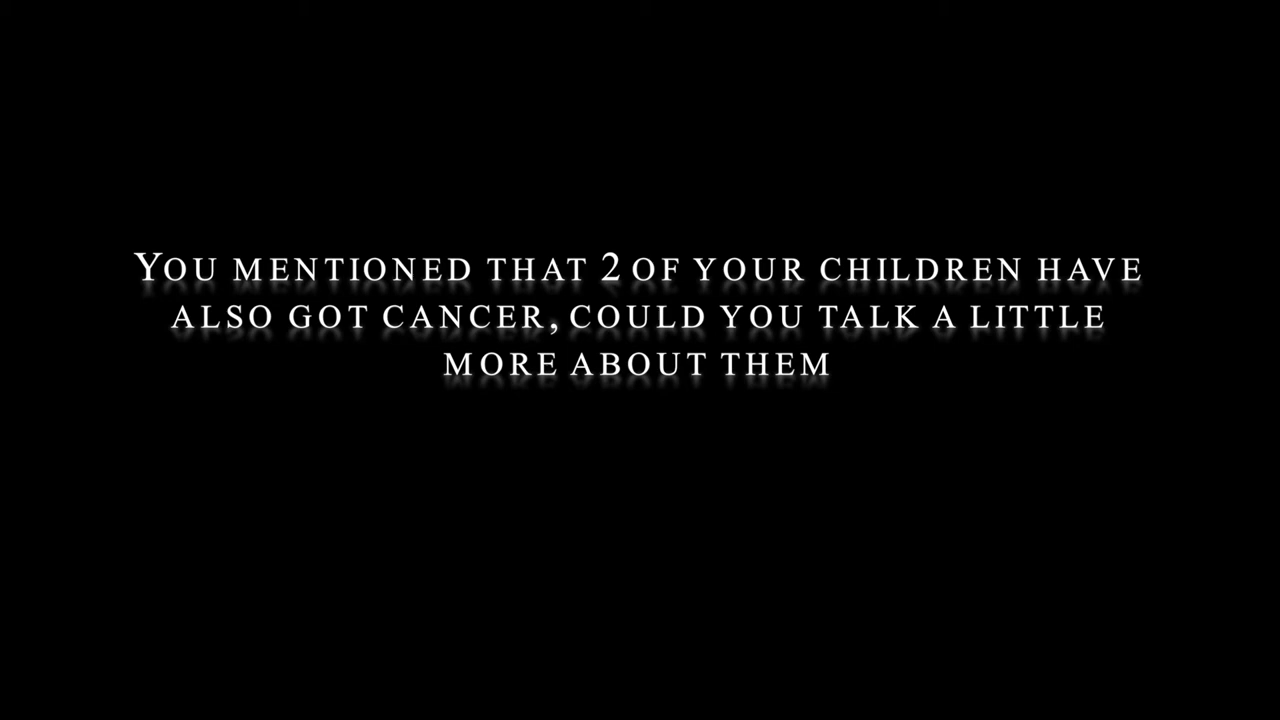 You mentioned that 2 of your children have
also got cancer, could you talk a little
more about them